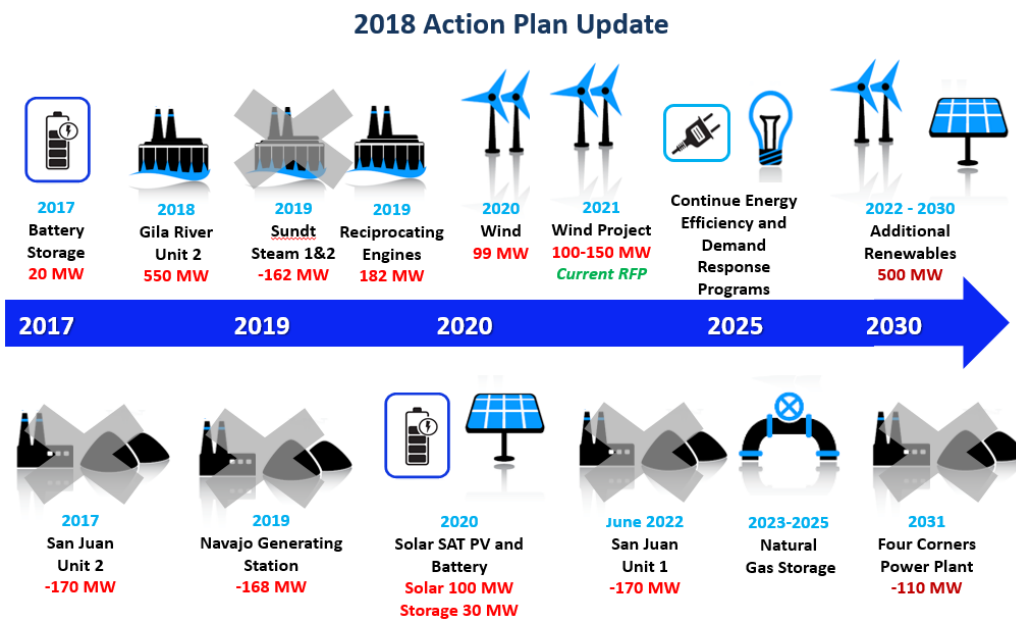 2018 Action Plan Update
2017
Battery
Storage
20 MW
2018
Gila River
Unit 2
550 MW
2019
Sundt
Steam 1&2
-162 MW
2019
Reciprocating
Engines
182 MW
2020
Wind
99 MW
2021
Wind Project
100-150 MW
Current RFP
Continue Energy
Efficiency and
Demand
Response
Programs
2022 - 2030
Additional
Renewables
500 MW
2017
2019
2020
2025
2030
2017
San Juan
Unit 2
-170 MW
2019
Navajo Generating
Station
-168 MW
2020
Solar SAT PV and
Battery
Solar 100 MW
Storage 30 MW
June 2022
San Juan
Unit 1
-170 MW
2023-2025
Natural
Gas Storage
2031
Four Corners
Power Plant
-110 MW